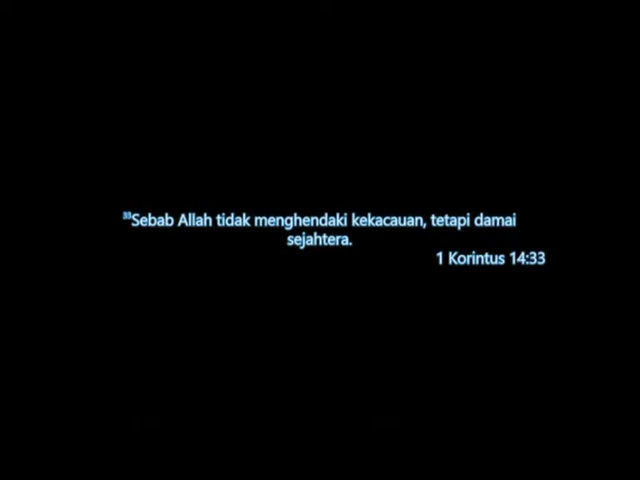 ³³Sebab Allah tidak menghendaki kekacauan, tetapi damai
sejahtera.
1 Korintus 14:33